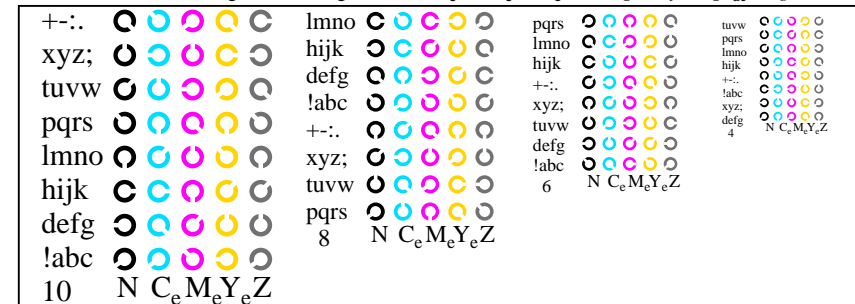 +-:.
xyz;
tuvw
pqrs
lmno
hijk
defg
!abc
10 N CeMeYeZ
lmno
hijk
defg
!abc
+-:.
xyz;
tuvw
pqrs
8 N CeMeYeZ
pqrs
lmno
hijk
+-:.
xyz;
tuvw
defg
!abc
6 N CeMeYeZ
tuvw
pqrs
lmno
hijk
+-:.
!abc
xyz;
defg
4 N CeMeYeZ